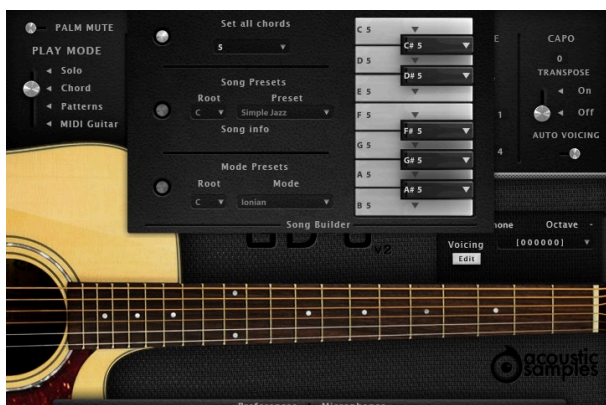 PALM MUTE
PLAY MODE
Solo
Chord
Patterns
MIDI Guitar
Set all chords
5
Song Presets
Root Preset
C Simple Jazz
Song info
Mode Presets
Root Mode
C Ionian
Song Builder
C 5
C# 5
D 5
D# 5
E 5
F 5
F# 5
G 5
G# 5
A 5
A# 5
B 5
E
1
4
CAPO
0
TRANSPOSE
On
Off
AUTO VOICING
Octave -
Voicing [000000]
Edit
v2
acoustic
samples
Preferences Microphones